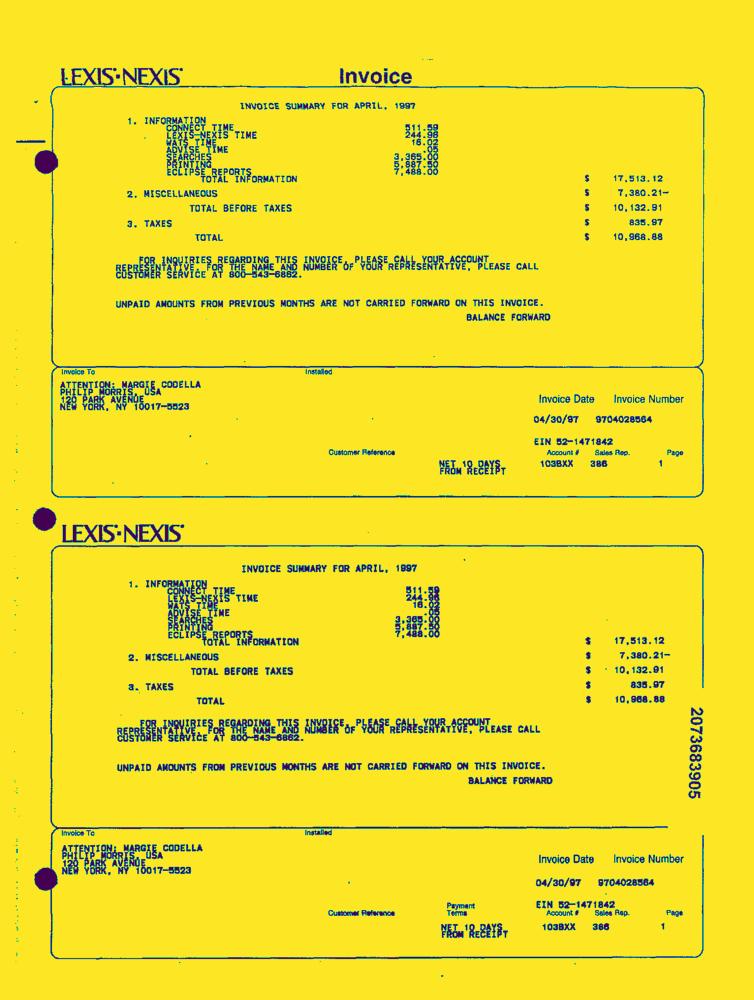 LEXIS·NEXIS Invoice
INVOICE SUMMARY FOR APRIL, 1997
1. INFORMATION
CONNECT TIME 511.59
LEXIS-NEXIS TIME 244.96
WATS TIME 16.02
ADVISE TIME .05
SEARCHES 3,365.00
PRINTING 5,887.50
ECLIPSE REPORTS 7,488.00
TOTAL INFORMATION $ 17,513.12
2. MISCELLANEOUS $ 7,380.21-
TOTAL BEFORE TAXES $ 10,132.91
3. TAXES $ 835.97
TOTAL $ 10,968.88
FOR INQUIRIES REGARDING THIS INVOICE, PLEASE CALL YOUR ACCOUNT
REPRESENTATIVE, FOR THE NAME AND NUMBER OF YOUR REPRESENTATIVE, PLEASE CALL
CUSTOMER SERVICE AT 800-543-6862.
UNPAID AMOUNTS FROM PREVIOUS MONTHS ARE NOT CARRIED FORWARD ON THIS INVOICE.
BALANCE FORWARD
Invoice To Installed
ATTENTION: MARGIE CODELLA
PHILIP MORRIS, USA
120 PARK AVENUE
NEW YORK, NY 10017-5523
Invoice Date Invoice Number
04/30/97 9704028564
EIN 52-1471842
Customer Reference Account # Sales Rep. Page
NET 10 DAYS 103BXX 386 1
FROM RECEIPT
LEXIS·NEXIS
INVOICE SUMMARY FOR APRIL, 1997
1. INFORMATION
CONNECT TIME 511.59
LEXIS-NEXIS TIME 244.96
WATS TIME 16.02
ADVISE TIME .05
SEARCHES 3,365.00
PRINTING 5,887.50
ECLIPSE REPORTS 7,488.00
TOTAL INFORMATION $ 17,513.12
2. MISCELLANEOUS $ 7,380.21-
TOTAL BEFORE TAXES $ 10,132.91
3. TAXES $ 835.97
TOTAL $ 10,968.88
FOR INQUIRIES REGARDING THIS INVOICE, PLEASE CALL YOUR ACCOUNT
REPRESENTATIVE, FOR THE NAME AND NUMBER OF YOUR REPRESENTATIVE, PLEASE CALL
CUSTOMER SERVICE AT 800-543-6862.
UNPAID AMOUNTS FROM PREVIOUS MONTHS ARE NOT CARRIED FORWARD ON THIS INVOICE.
BALANCE FORWARD
2073683905
Invoice To Installed
ATTENTION: MARGIE CODELLA
PHILIP MORRIS, USA
120 PARK AVENUE
NEW YORK, NY 10017-5523
Invoice Date Invoice Number
04/30/97 9704028564
Payment EIN 52-1471842
Customer Reference Terms Account # Sales Rep. Page
NET 10 DAYS 103BXX 386 1
FROM RECEIPT